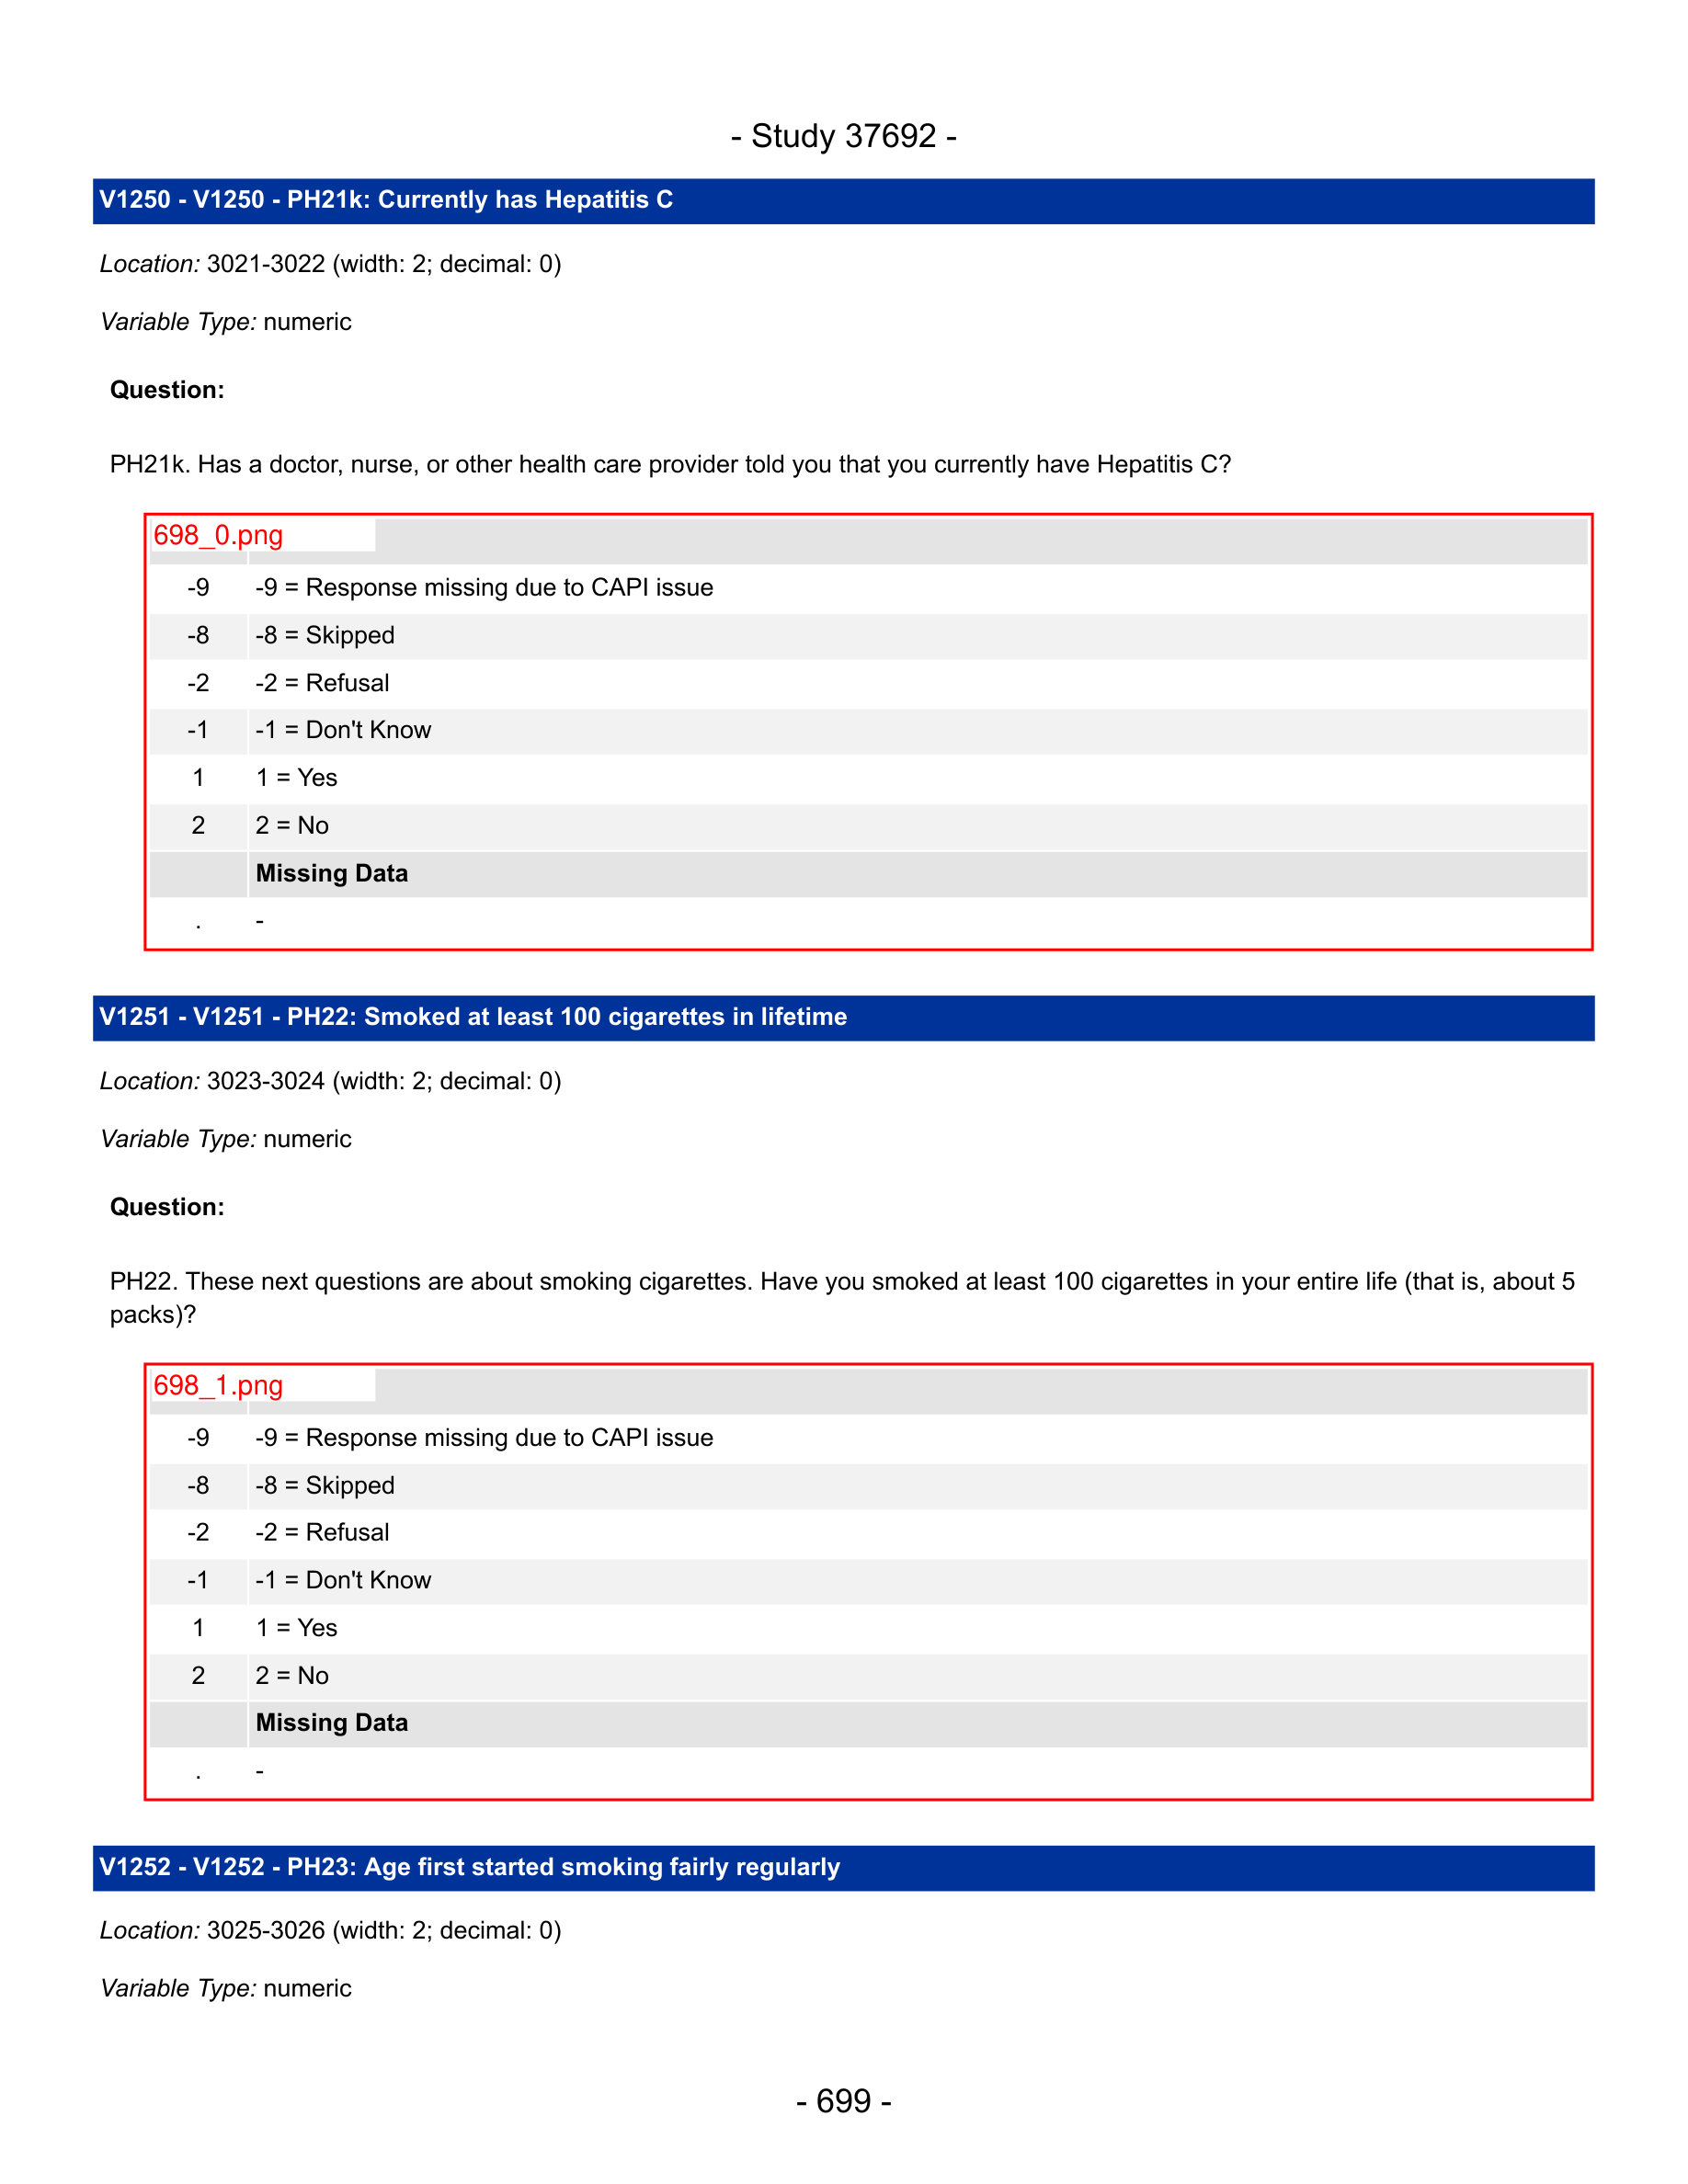 - Study 37692 -
V1250 - V1250 - PH21k: Currently has Hepatitis C
Location: 3021-3022 (width: 2; decimal: 0)
Variable Type: numeric
Question:
PH21k. Has a doctor, nurse, or other health care provider told you that you currently have Hepatitis C?
698_0.png
-9 -9 = Response missing due to CAPI issue
-8 -8 = Skipped
-2 -2 = Refusal
-1 -1 = Don't Know
1 1 = Yes
2 2 = No
Missing Data
. -
V1251 - V1251 - PH22: Smoked at least 100 cigarettes in lifetime
Location: 3023-3024 (width: 2; decimal: 0)
Variable Type: numeric
Question:
PH22. These next questions are about smoking cigarettes. Have you smoked at least 100 cigarettes in your entire life (that is, about 5
packs)?
698_1.png
-9 -9 = Response missing due to CAPI issue
-8 -8 = Skipped
-2 -2 = Refusal
-1 -1 = Don't Know
1 1 = Yes
2 2 = No
Missing Data
. -
V1252 - V1252 - PH23: Age first started smoking fairly regularly
Location: 3025-3026 (width: 2; decimal: 0)
Variable Type: numeric
- 699 -